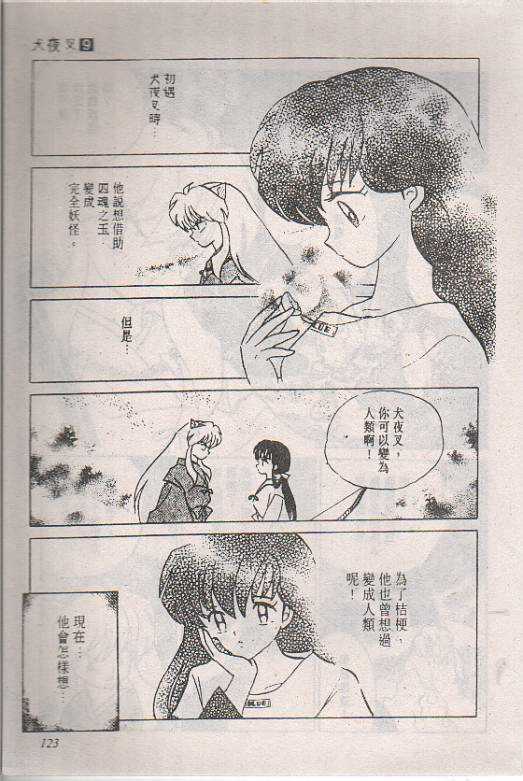 犬夜叉 9
初遇
犬夜叉時…
他說想借助
四魂之玉，
變成
完全妖怪。
但是…
犬夜叉，
你可以變為
人類啊！
為了桔梗，
他也曾想過
變成人類
呢！
現在…
他會怎樣想…
BLUE!
123